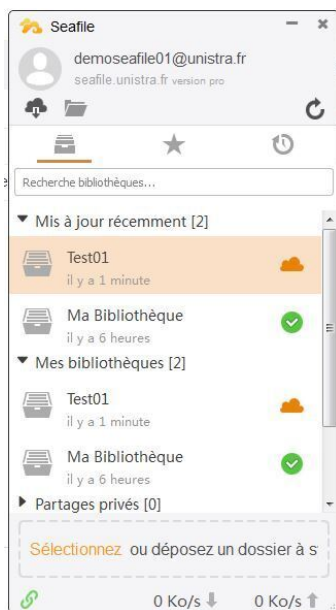 Seafile
demoseafile01@unistra.fr
seafile.unistra.fr version pro
Recherche bibliothèques...
Mis à jour récemment [2]
Test01
il y a 1 minute
Ma Bibliothèque
il y a 6 heures
Mes bibliothèques [2]
Test01
il y a 1 minute
Ma Bibliothèque
il y a 6 heures
Partages privés [0]
Sélectionnez ou déposez un dossier à s
0 Ko/s 0 Ko/s